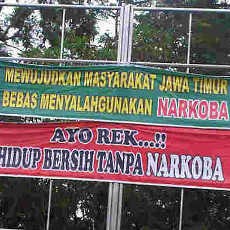 MEWUJUDKAN MASYARAKAT JAWA TIMUR
BEBAS MENYALAHGUNAKAN NARKOBA
AYO REK...!!
HIDUP BERSIH TANPA NARKOBA